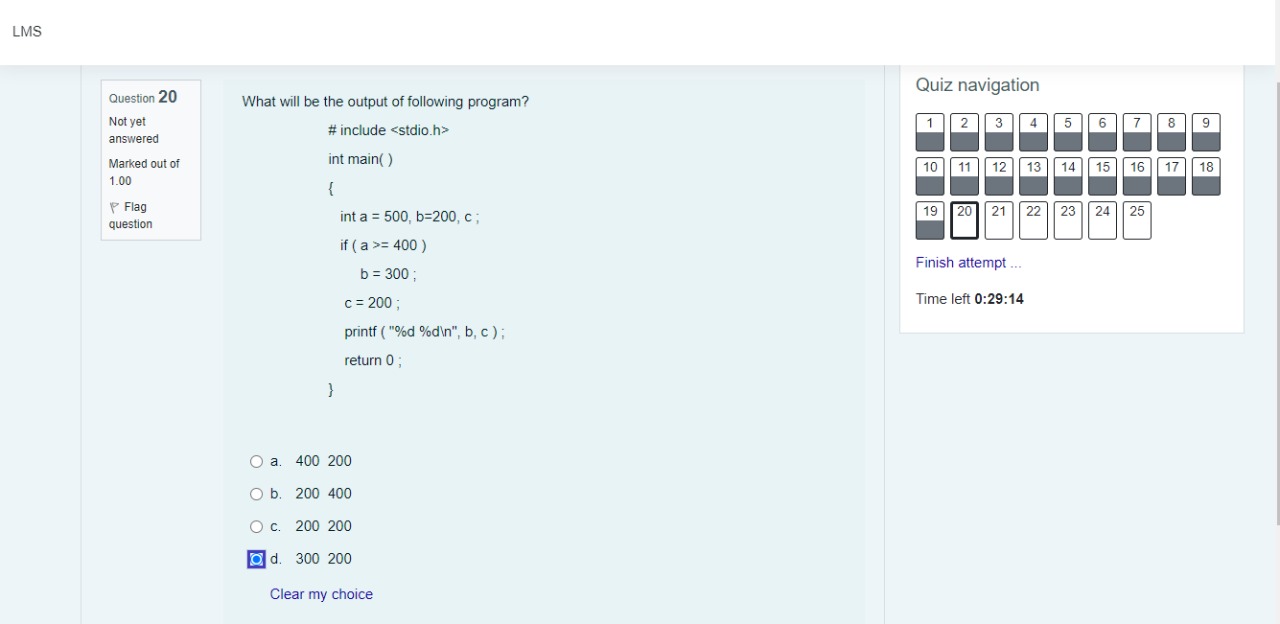 LMS
Question 20
Not yet
answered
Marked out of
1.00
Flag
question
What will be the output of following program?
# include <stdio.h>
int main( )
{
int a = 500, b=200, c ;
if ( a >= 400 )
b = 300 ;
c = 200 ;
printf ( "%d %d\n", b, c ) ;
return 0 ;
}
a. 400 200
b. 200 400
c. 200 200
d. 300 200
Clear my choice
Quiz navigation
1 2 3 4 5 6 7 8 9
10 11 12 13 14 15 16 17 18
19 20 21 22 23 24 25
Finish attempt ...
Time left 0:29:14